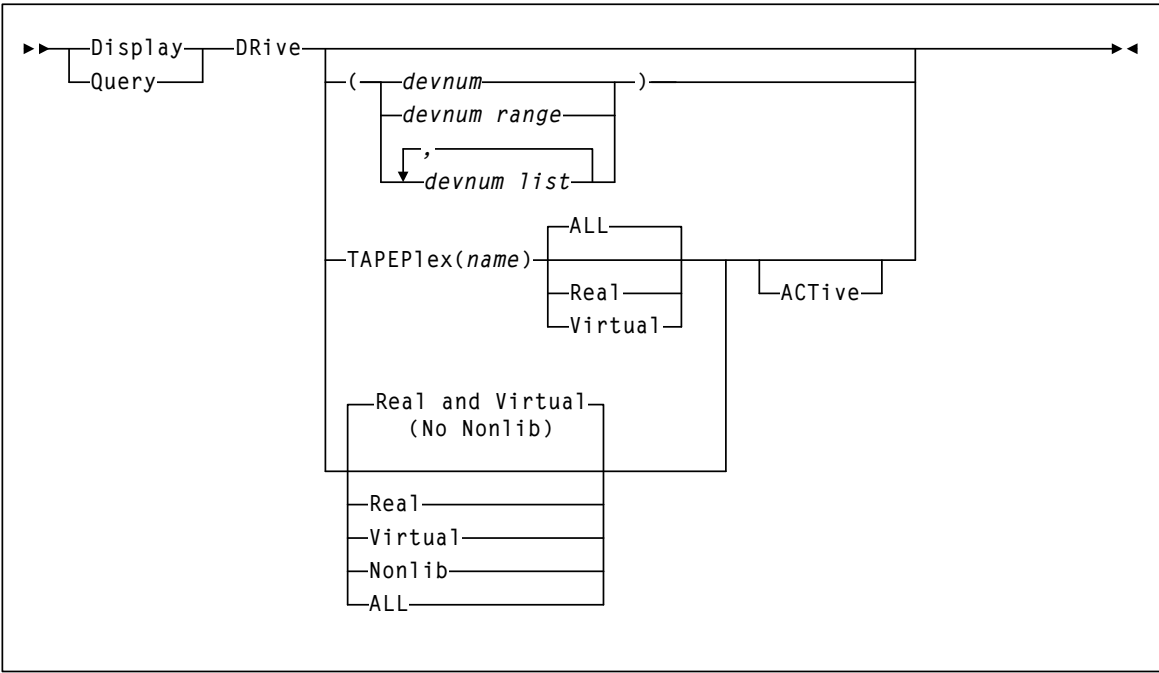 Display DRive
Query
( devnum )
devnum range
,
devnum list
ALL
TAPEPlex(name)
Real
ACTive
Virtual
Real and Virtual
(No Nonlib)
Real
Virtual
Nonlib
ALL